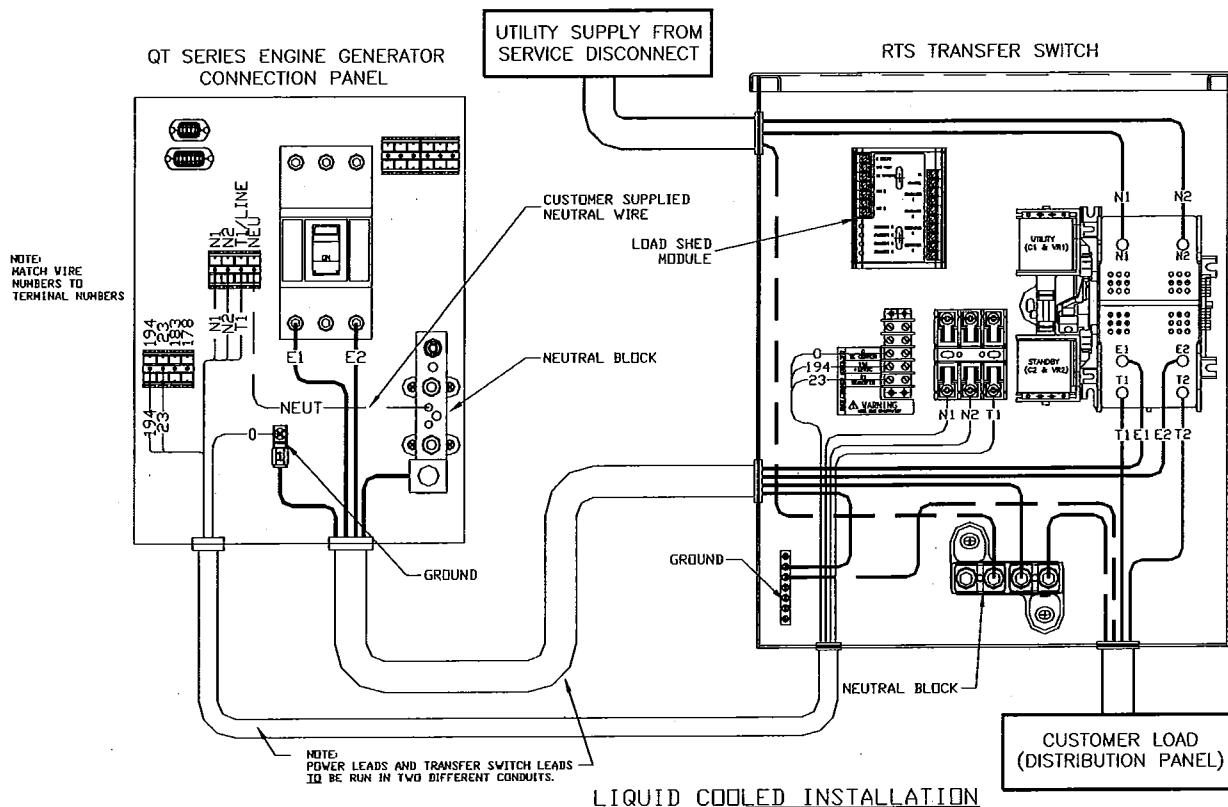 UTILITY SUPPLY FROM
SERVICE DISCONNECT
QT SERIES ENGINE GENERATOR
CONNECTION PANEL
RTS TRANSFER SWITCH
NOTE:
MATCH WIRE
NUMBERS TO
TERMINAL NUMBERS
N1
N2
T1/LINE
NEU
ON
CUSTOMER SUPPLIED
NEUTRAL WIRE
LOAD SHED
MODULE
N1
N2
UTILITY
(C1 & VR1)
N1
N2
194
23
183
178
N1
N2
T1
E1
E2
NEUTRAL BLOCK
NEUT
194
23
0
GROUND
0
194
23
WARNING
N1
N2
T1
STANDBY
(C2 & VR2)
E1
E2
T1
T2
T1
E1
E2
T2
GROUND
NEUTRAL BLOCK
NOTE:
POWER LEADS AND TRANSFER SWITCH LEADS
TO BE RUN IN TWO DIFFERENT CONDUITS.
CUSTOMER LOAD
(DISTRIBUTION PANEL)
LIQUID COOLED INSTALLATION